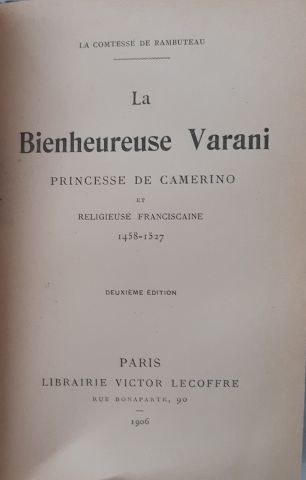 LA COMTESSE DE RAMBUTEAU
La
Bienheureuse Varani
PRINCESSE DE CAMERINO
ET
RELIGIEUSE FRANCISCAINE
1458-1527
DEUXIÈME ÉDITION
PARIS
LIBRAIRIE VICTOR LECOFFRE
RUE BONAPARTE, 90
—
1906